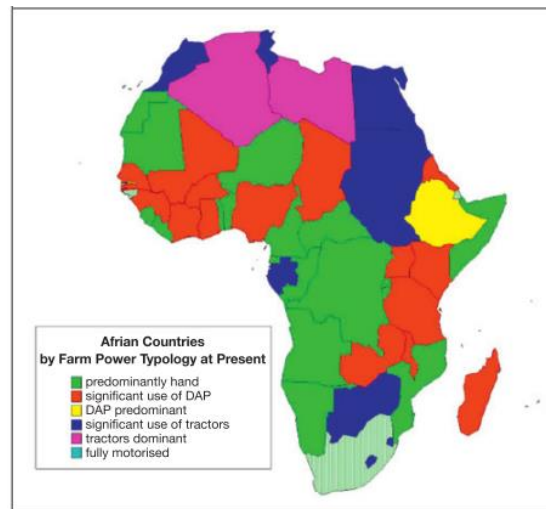 Afrian Countries
by Farm Power Typology at Present
predominantly hand
significant use of DAP
DAP predominant
significant use of tractors
tractors dominant
fully motorised